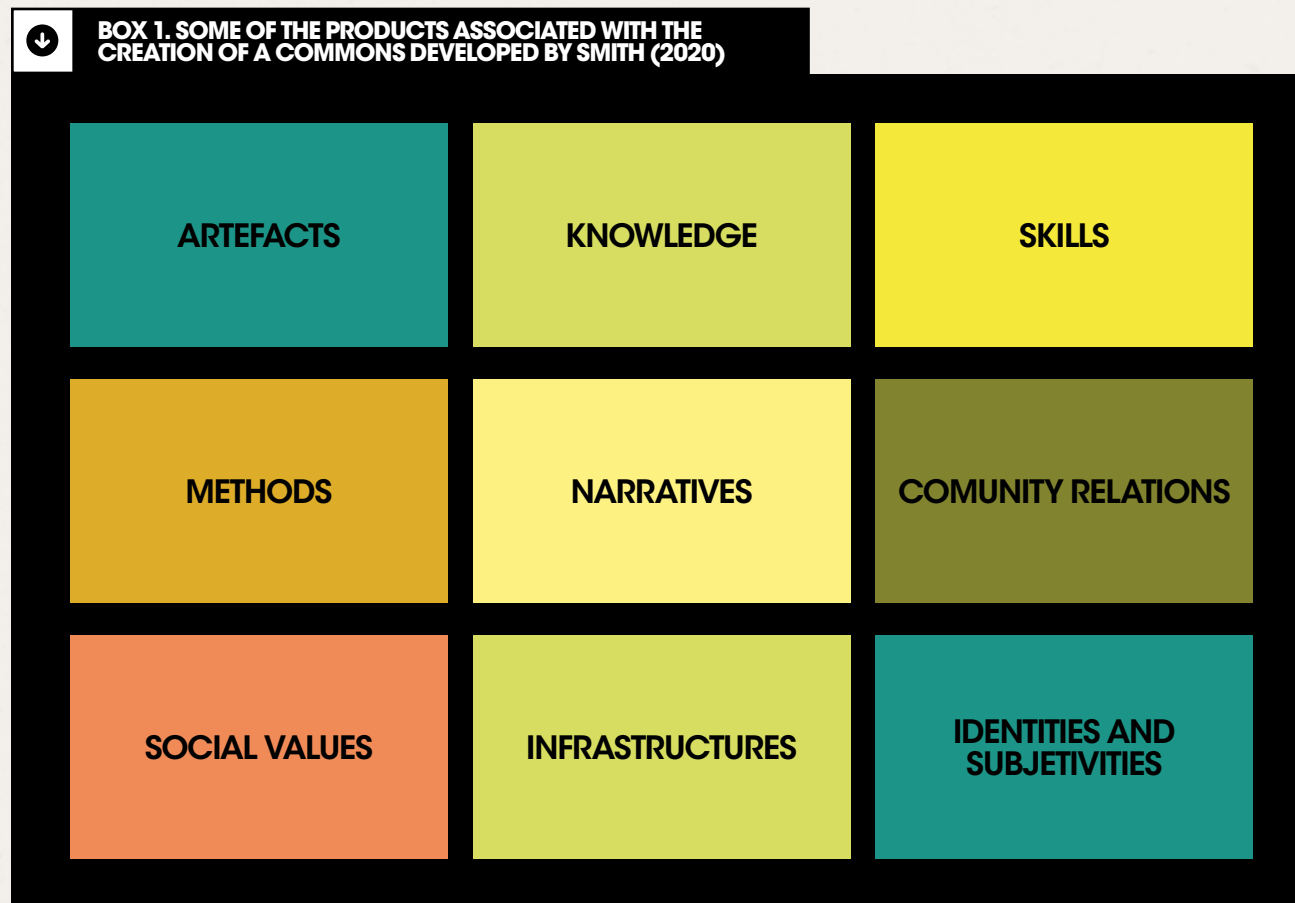 BOX 1. SOME OF THE PRODUCTS ASSOCIATED WITH THE
CREATION OF A COMMONS DEVELOPED BY SMITH (2020)
ARTEFACTS
KNOWLEDGE
SKILLS
METHODS
NARRATIVES
COMUNITY RELATIONS
SOCIAL VALUES
INFRASTRUCTURES
IDENTITIES AND
SUBJETIVITIES